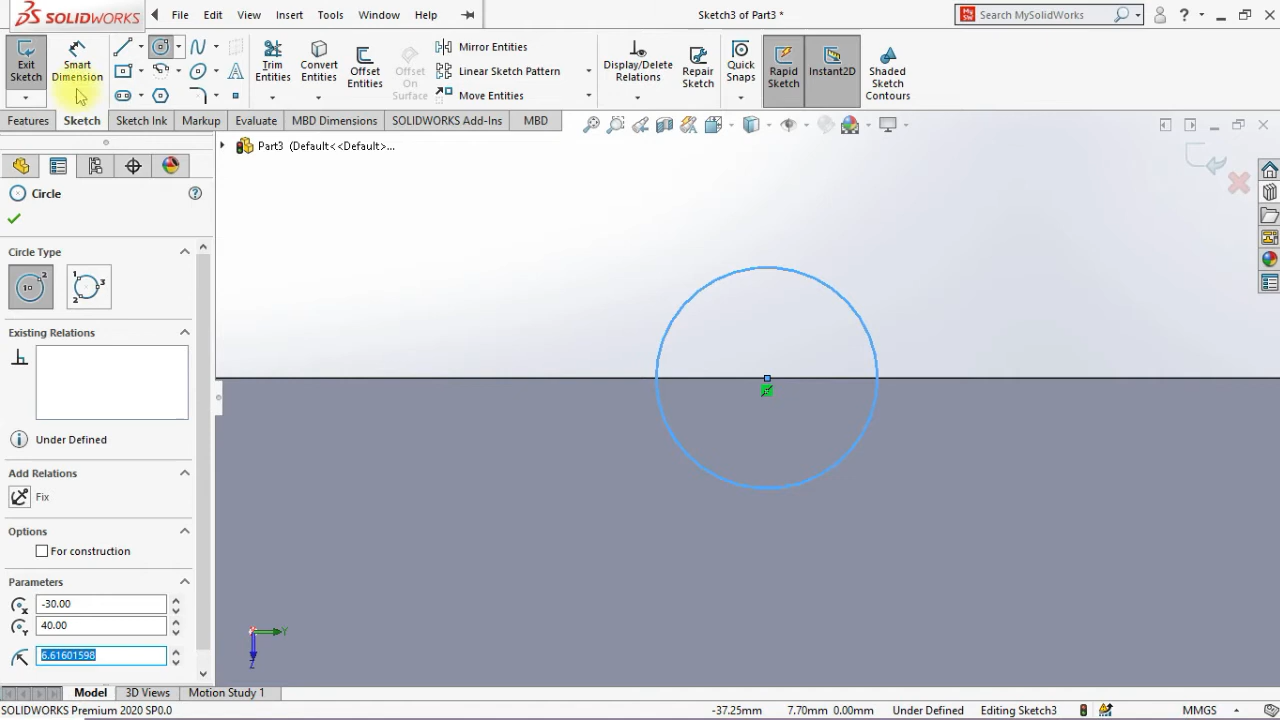 SOLIDWORKS
File
Edit
View
Insert
Tools
Window
Help
Sketch3 of Part3 *
Search MySolidWorks
Exit Sketch
Smart Dimension
Trim Entities
Convert Entities
Offset Entities
Offset On Surface
Mirror Entities
Linear Sketch Pattern
Move Entities
Display/Delete Relations
Repair Sketch
Quick Snaps
Rapid Sketch
Instant2D
Shaded Sketch Contours
Features
Sketch
Sketch Ink
Markup
Evaluate
MBD Dimensions
SOLIDWORKS Add-Ins
MBD
Part3 (Default<<Default>...
Circle
Circle Type
Existing Relations
Under Defined
Add Relations
Fix
Options
For construction
Parameters
-30.00
40.00
6.61601598
Y
Z
Model
3D Views
Motion Study 1
SOLIDWORKS Premium 2020 SP0.0
-37.25mm
7.70mm 0.00mm
Under Defined
Editing Sketch3
MMGS